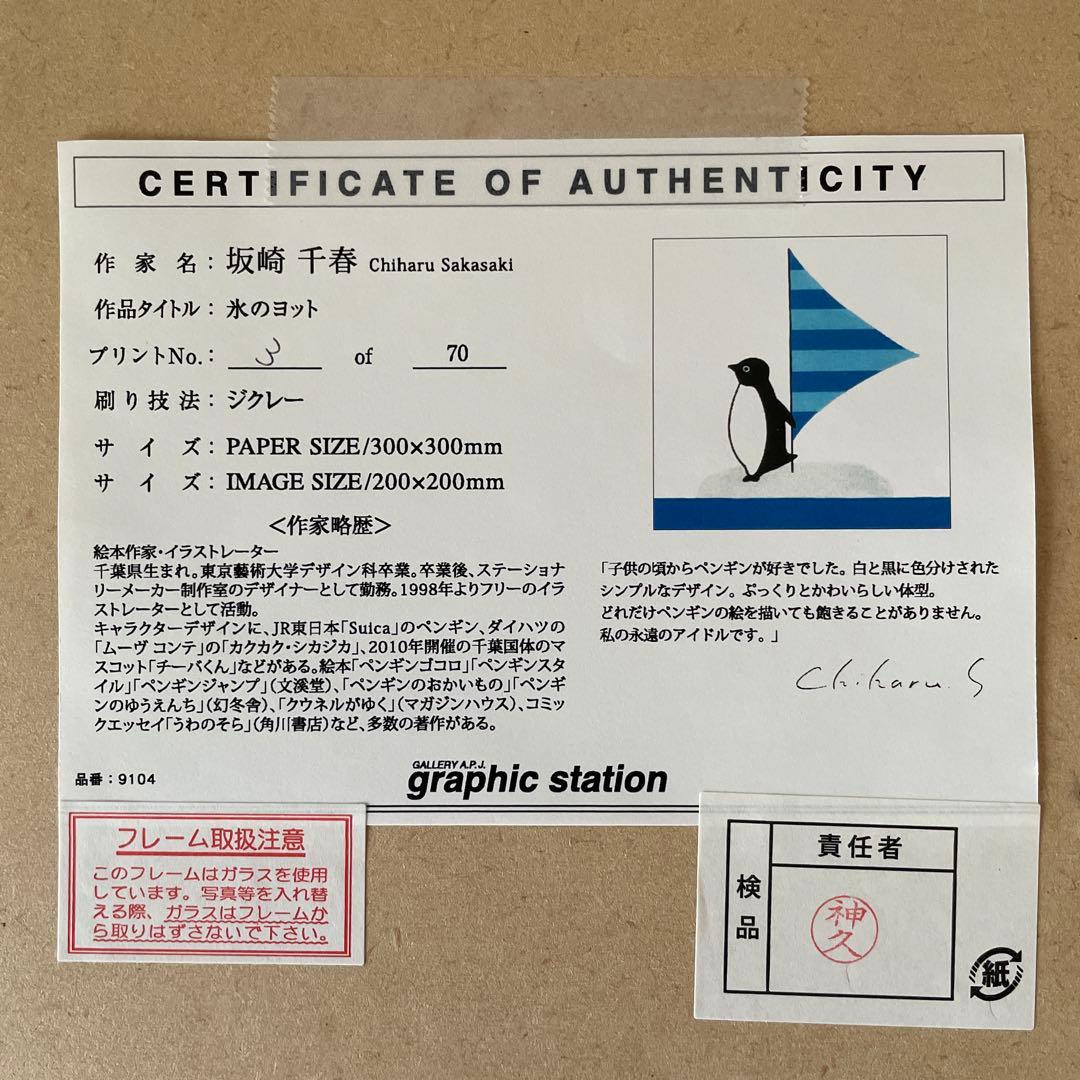 CERTIFICATE OF AUTHENTICITY
作家名：坂崎 千春 Chiharu Sakasaki
作品タイトル：氷のヨット
プリントNo.： 3 of 70
刷り技法：ジクレー
サイズ：PAPER SIZE/300×300mm
サイズ：IMAGE SIZE/200×200mm
＜作家略歴＞
絵本作家・イラストレーター
千葉県生まれ。東京藝術大学デザイン科卒業。卒業後、ステーショナ
リーメーカー制作室のデザイナーとして勤務。1998年よりフリーのイラ
ストレーターとして活動。
キャラクターデザインに、JR東日本「Suica」のペンギン、ダイハツの
「ムーヴ コンテ」の「カクカク・シカジカ」、2010年開催の千葉国体のマ
スコット「チーバくん」などがある。絵本「ペンギンゴコロ」「ペンギンスタ
イル」「ペンギンジャンプ」（文溪堂）、「ペンギンのおかいもの」「ペンギ
ンのゆうえんち」（幻冬舎）、「クウネルがゆく」（マガジンハウス）、コミッ
クエッセイ「うわのそら」（角川書店）など、多数の著作がある。
「子供の頃からペンギンが好きでした。白と黒に色分けされた
シンプルなデザイン。ぷっくりとかわいらしい体型。
どれだけペンギンの絵を描いても飽きることがありません。
私の永遠のアイドルです。」
Chiharu. S
品番：9104
GALLERY A.P.J.
graphic station
フレーム取扱注意
このフレームはガラスを使用
しています。写真等を入れ替
える際、ガラスはフレームか
ら取りはずさないで下さい。
検品
責任者
神久
紙